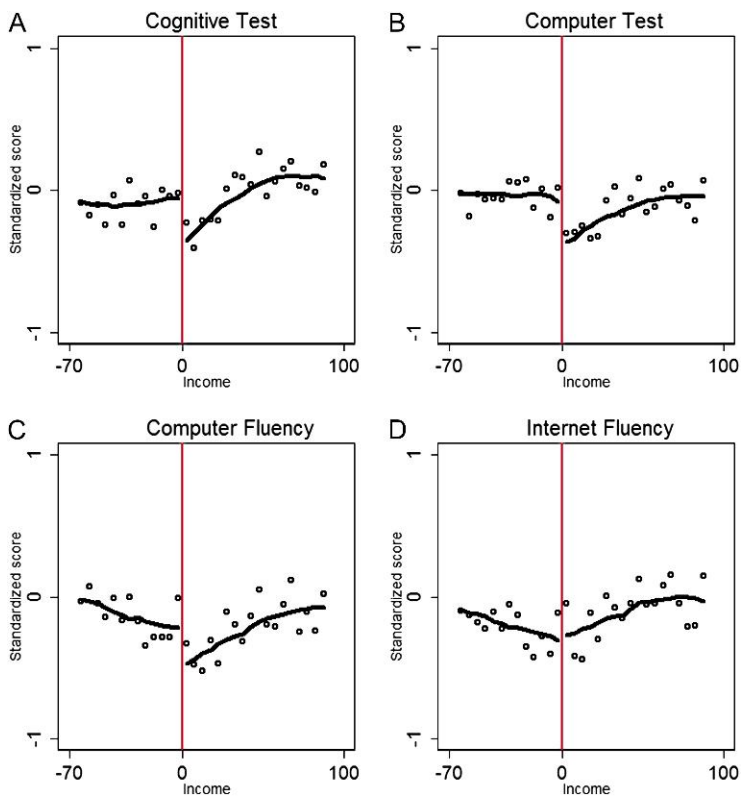 A
Cognitive Test
Standardized score
1
0
-1
-70
0
100
Income
B
Computer Test
Standardized score
1
0
-1
-70
0
100
Income
C
Computer Fluency
Standardized score
1
0
-1
-70
0
100
Income
D
Internet Fluency
Standardized score
1
0
-1
-70
0
100
Income